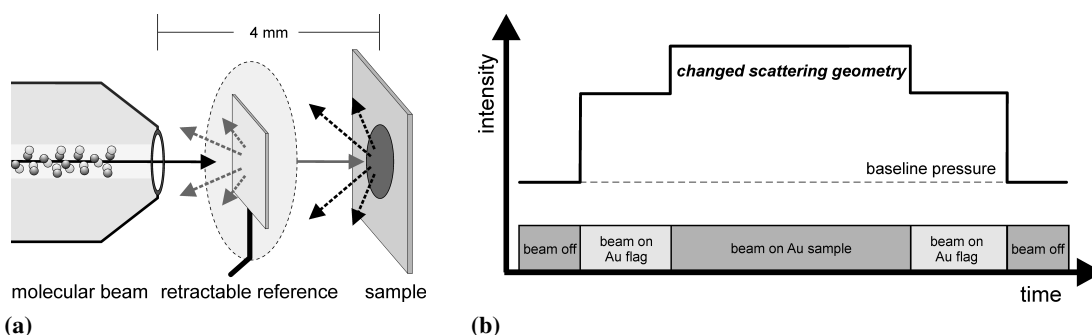 4 mm
molecular beam
retractable reference
sample
(a)
intensity
changed scattering geometry
baseline pressure
beam off
beam on
Au flag
beam on Au sample
beam on
Au flag
beam off
time
(b)